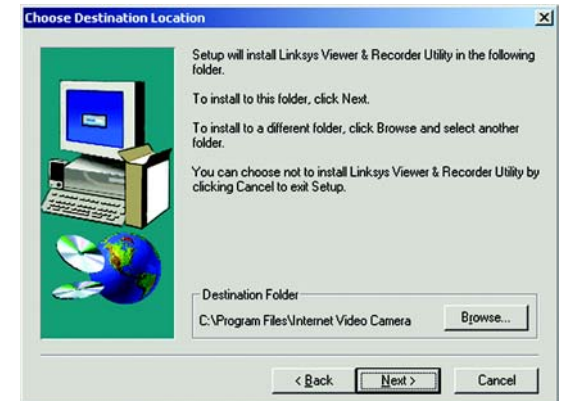 Choose Destination Location
Setup will install Linksys Viewer & Recorder Utility in the following
folder.
To install to this folder, click Next.
To install to a different folder, click Browse and select another
folder.
You can choose not to install Linksys Viewer & Recorder Utility by
clicking Cancel to exit Setup.
Destination Folder
C:\Program Files\Internet Video Camera
Browse...
< Back
Next >
Cancel